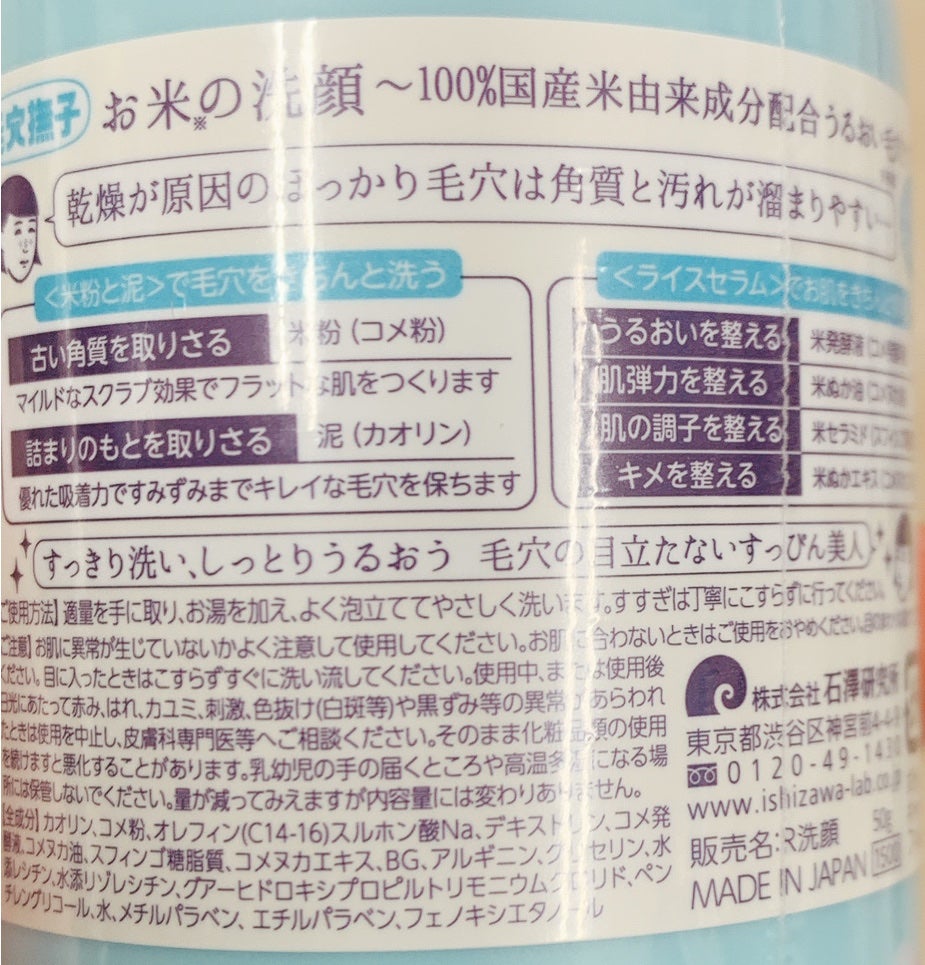 穴撫子
お米の洗顔 ～100%国産米由来成分配合うるおい毛
※
乾燥が原因のぽっかり毛穴は角質と汚れが溜まりやすい…
<米粉と泥>で毛穴をきちんと洗う
古い角質を取りさる 米粉(コメ粉)
マイルドなスクラブ効果でフラットな肌をつくります
詰まりのもとを取りさる 泥(カオリン)
優れた吸着力ですみずみまでキレイな毛穴を保ちます
<ライスセラム>でお肌をき
うるおいを整える 米発酵液(コメ
肌弾力を整える 米ぬか油(コメ
肌の調子を整える 米セラミド(スフィンゴ
キメを整える 米ぬかエキス(コメ
すっきり洗い、しっとりうるおう 毛穴の目立たないすっぴん美人
ご使用方法】適量を手に取り、お湯を加え、よく泡立ててやさしく洗います。すすぎは丁寧にこすらずに行ってください。
ご注意】お肌に異常が生じていないかよく注意して使用してください。お肌に合わないときはご使用をおやめください。目の
ください。目に入ったときはこすらずすぐに洗い流してください。使用中、または使用後
日光にあたって赤み、はれ、カユミ、刺激、色抜け(白斑等)や黒ずみ等の異常があらわれ
たときは使用を中止し、皮膚科専門医等へご相談ください。そのまま化粧品類の使用
を続けますと悪化することがあります。乳幼児の手の届くところや高温多湿になる場
所には保管しないでください。量が減ってみえますが内容量には変わりありません。
【全成分】カオリン、コメ粉、オレフィン(C14-16)スルホン酸Na、デキストリン、コメ発
酵液、コメヌカ油、スフィンゴ糖脂質、コメヌカエキス、BG、アルギニン、グリセリン、水
添レシチン、水添リゾレシチン、グアーヒドロキシプロピルトリモニウムクロリド、ペン
チレングリコール、水、メチルパラベン、エチルパラベン、フェノキシエタノール
株式会社 石澤研究所
東京都渋谷区神宮前4-4-
0120-49-1430
www.ishizawa-lab.co.jp
販売名:R洗顔 50g
MADE IN JAPAN 150